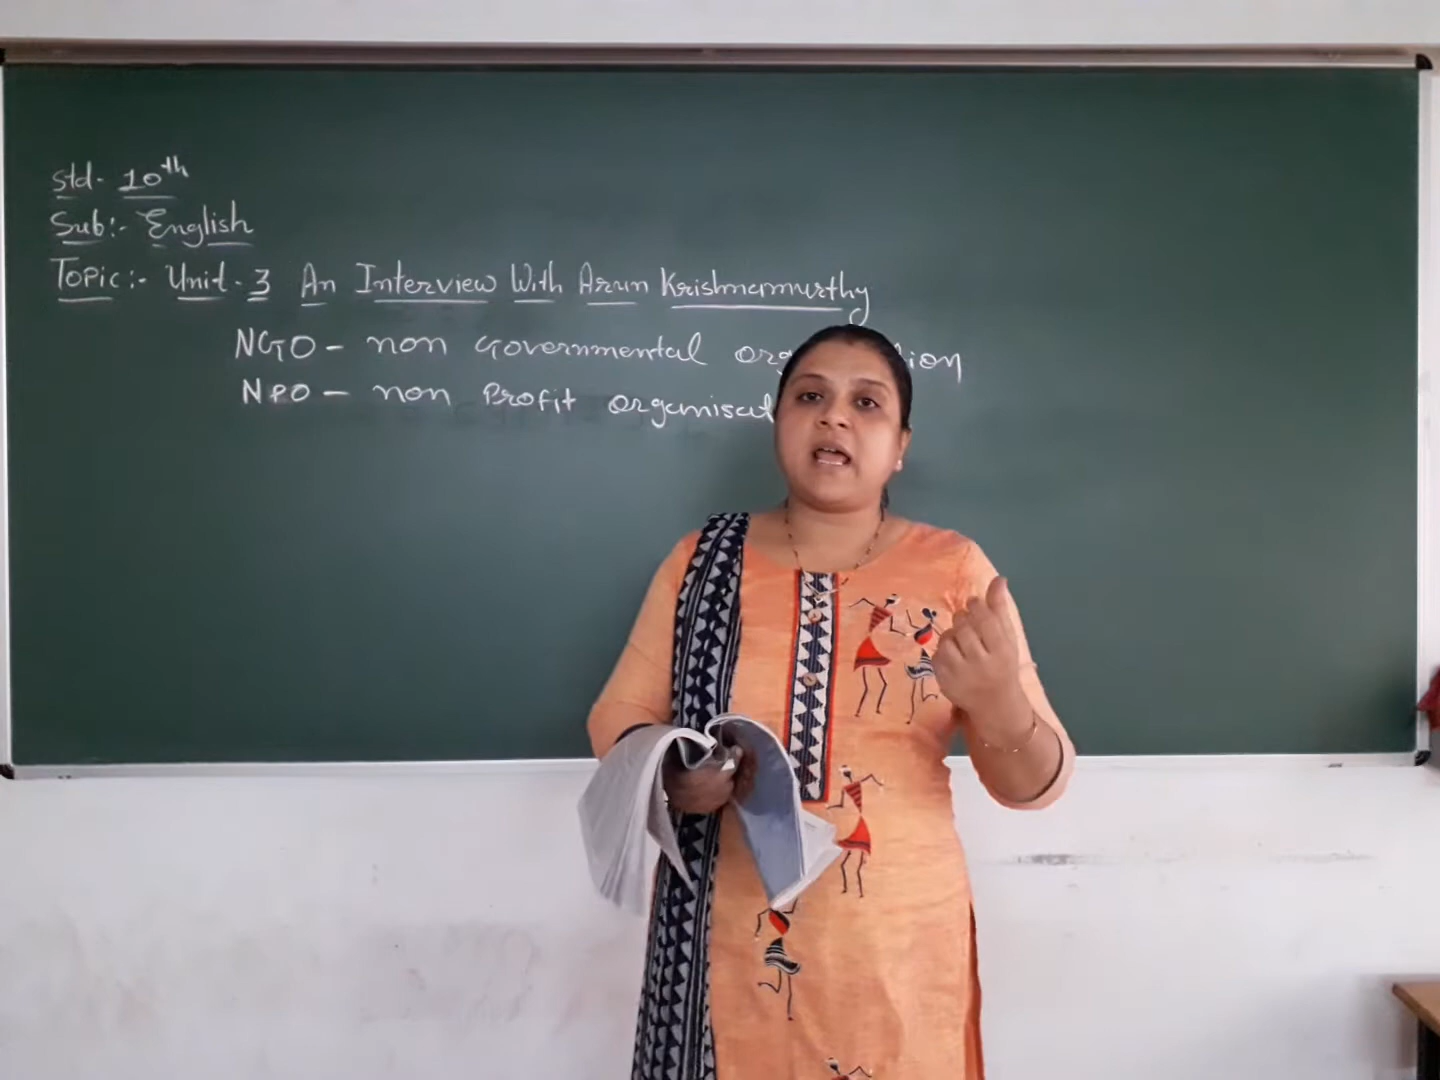 Std- 10th
Sub:- English
Topic:- Unit-3 An Interview With Arun Krishnamurthy
NGO - non Governmental
NPO - non Profit